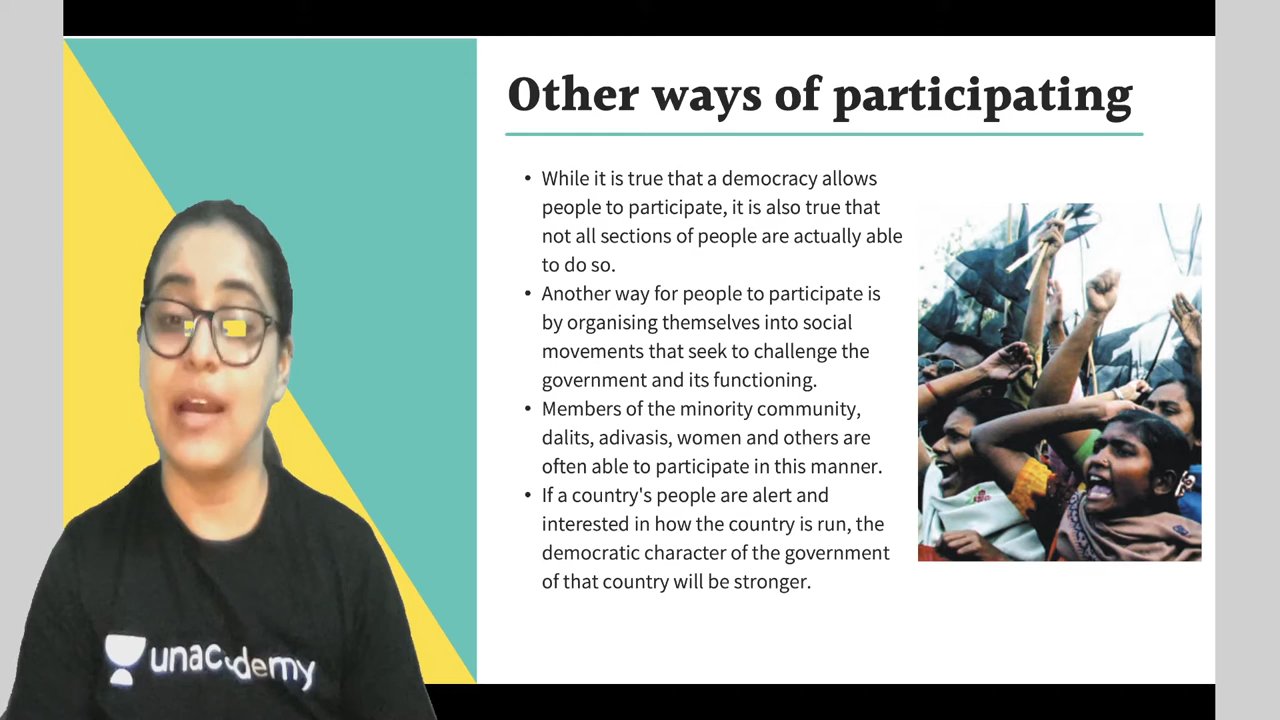 Other ways of participating
• While it is true that a democracy allows
people to participate, it is also true that
not all sections of people are actually able
to do so.
• Another way for people to participate is
by organising themselves into social
movements that seek to challenge the
government and its functioning.
• Members of the minority community,
dalits, adivasis, women and others are
often able to participate in this manner.
• If a country's people are alert and
interested in how the country is run, the
democratic character of the government
of that country will be stronger.
unacademy